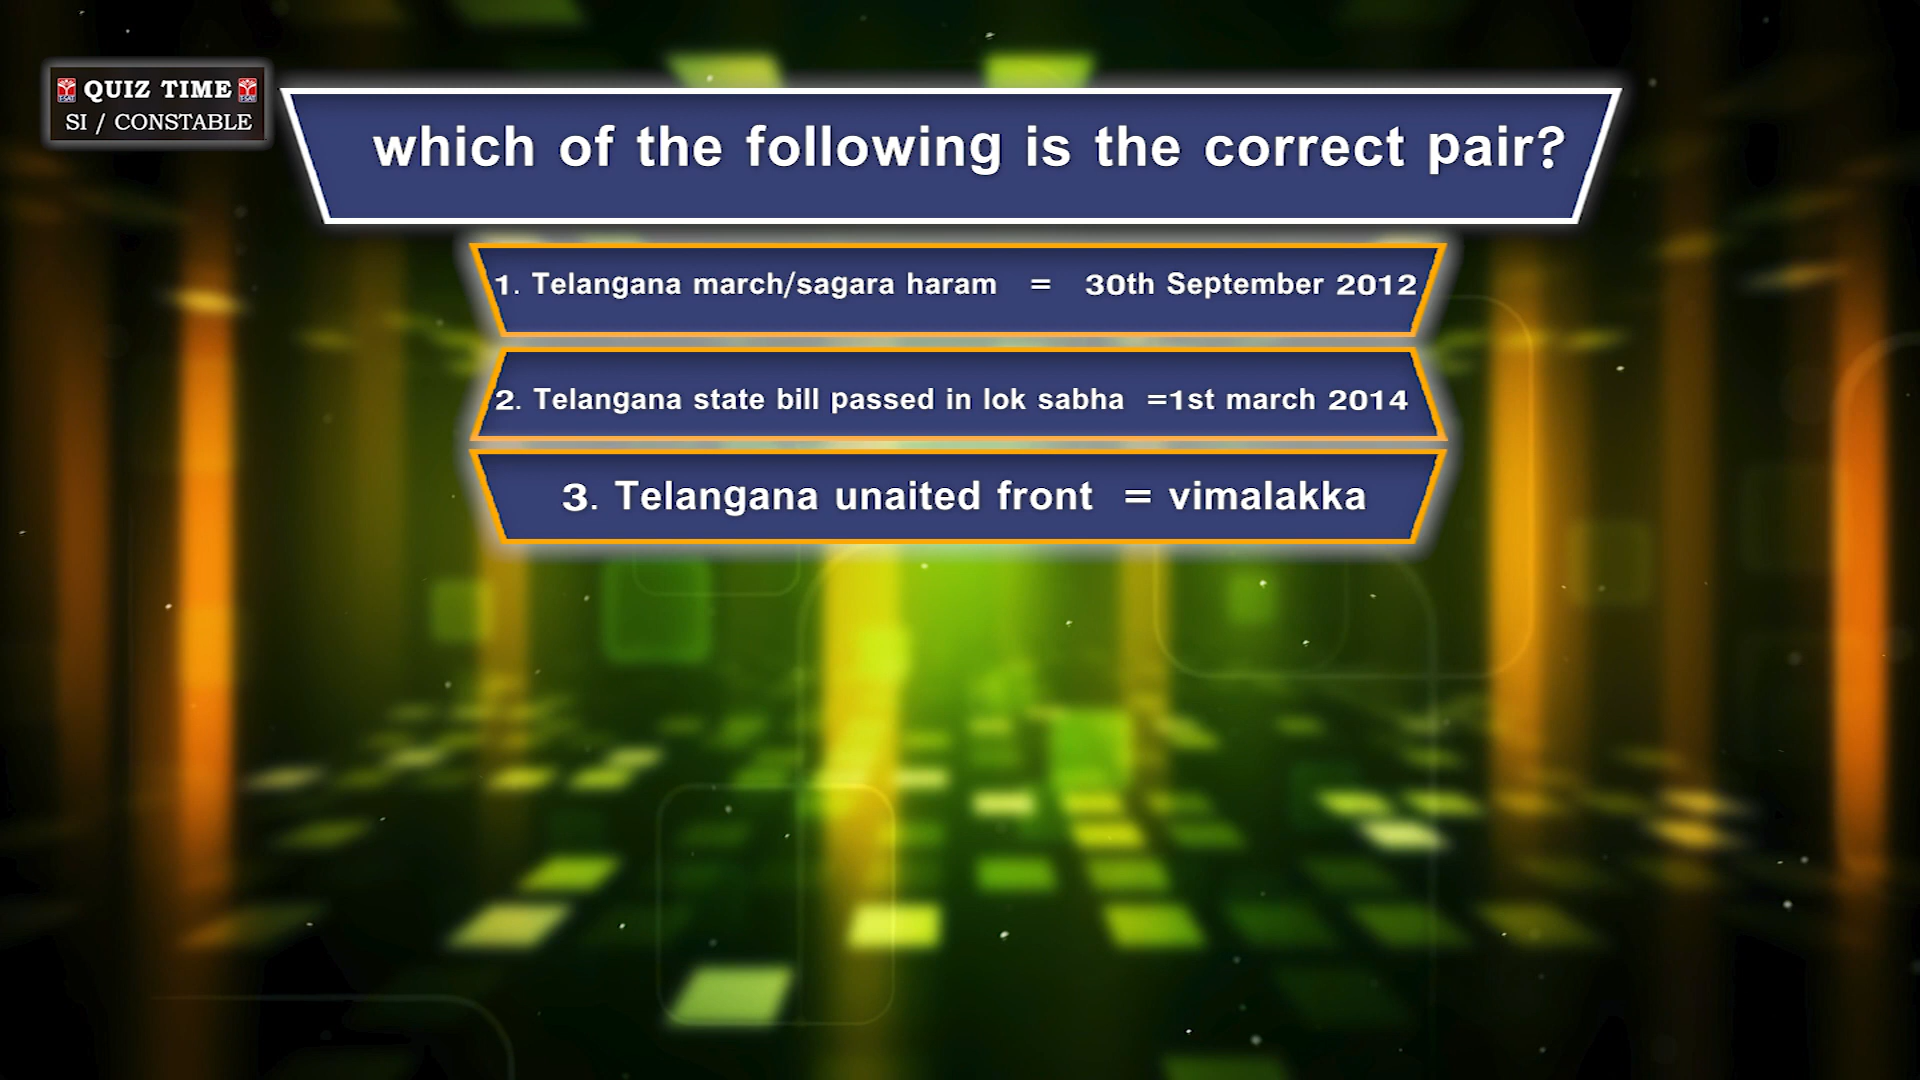 QUIZ TIME
SI / CONSTABLE
which of the following is the correct pair?
1. Telangana march/sagara haram = 30th September 2012
2. Telangana state bill passed in lok sabha =1st march 2014
3. Telangana unaited front = vimalakka